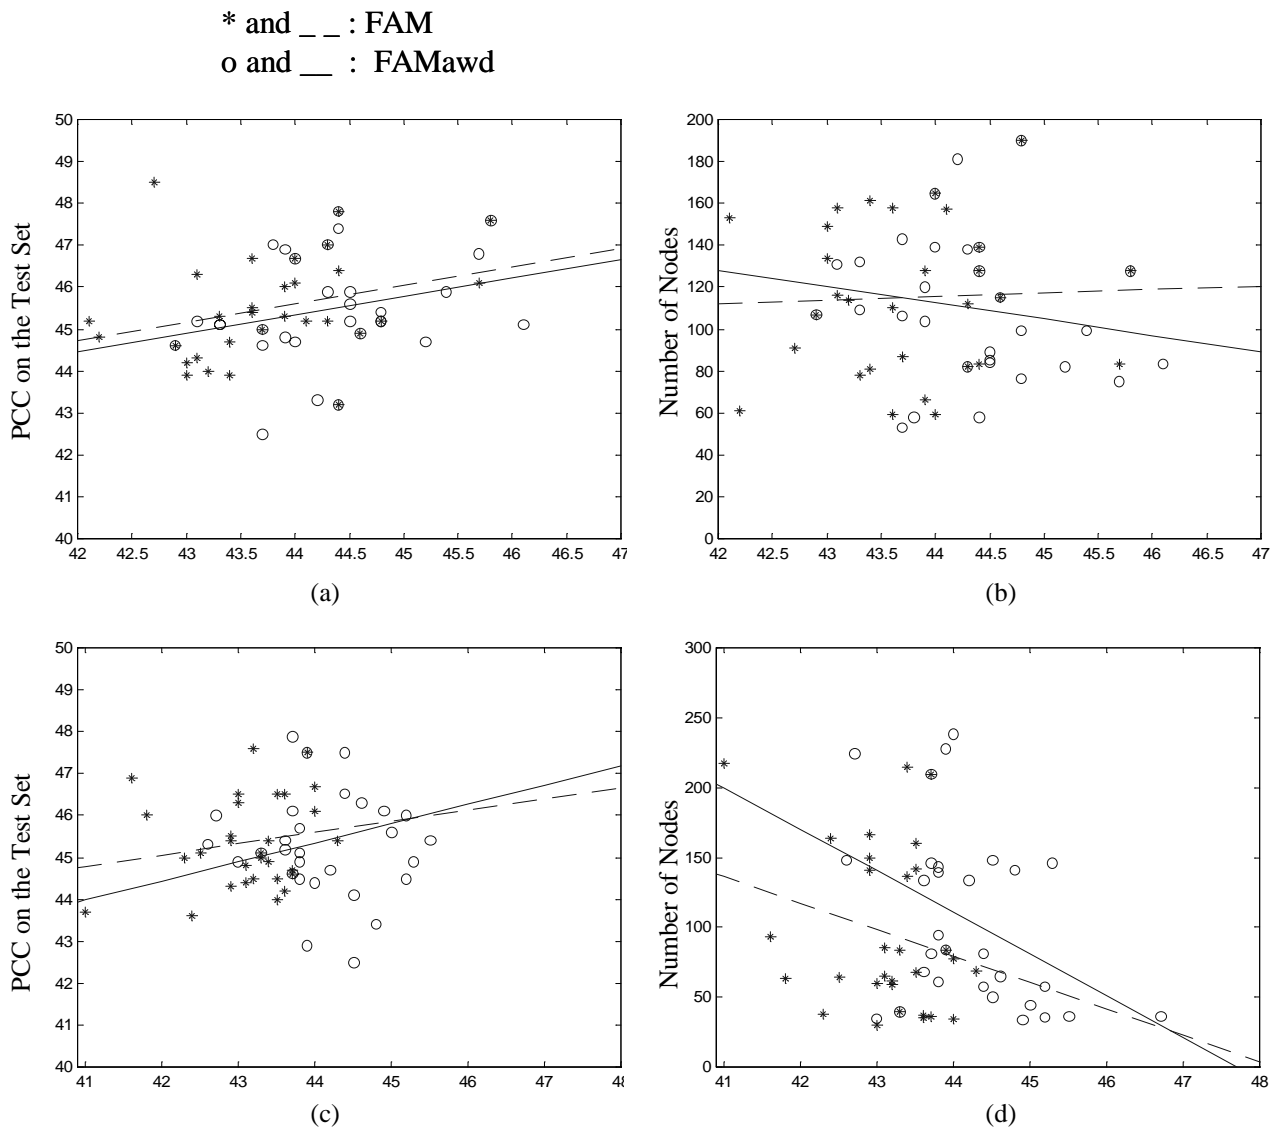 * and _ _ : FAM
o and __ : FAMawd
50
49
48
47
46
45
44
43
42
41
40
PCC on the Test Set
42 42.5 43 43.5 44 44.5 45 45.5 46 46.5 47
(a)
200
180
160
140
120
100
80
60
40
20
0
Number of Nodes
42 42.5 43 43.5 44 44.5 45 45.5 46 46.5 47
(b)
50
49
48
47
46
45
44
43
42
41
40
PCC on the Test Set
41 42 43 44 45 46 47 48
(c)
300
250
200
150
100
50
0
Number of Nodes
41 42 43 44 45 46 47 48
(d)